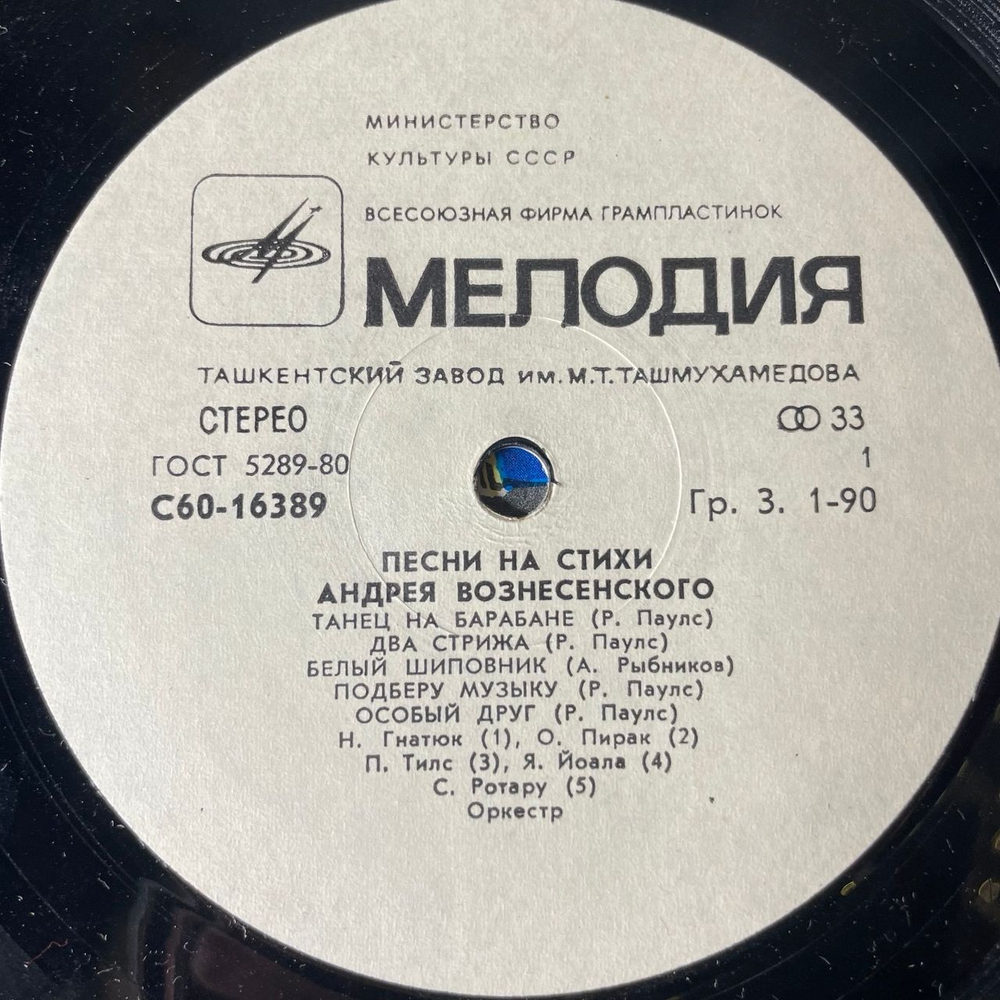 МИНИСТЕРСТВО
КУЛЬТУРЫ СССР
ВСЕСОЮЗНАЯ ФИРМА ГРАМПЛАСТИНОК
МЕЛОДИЯ
ТАШКЕНТСКИЙ ЗАВОД им. М.Т. ТАШМУХАМЕДОВА
СТЕРЕО 33
ГОСТ 5289-80 1
С60-16389 Гр. 3. 1-90
ПЕСНИ НА СТИХИ
АНДРЕЯ ВОЗНЕСЕНСКОГО
ТАНЕЦ НА БАРАБАНЕ (Р. Паулс)
ДВА СТРИЖА (Р. Паулс)
БЕЛЫЙ ШИПОВНИК (А. Рыбников)
ПОДБЕРУ МУЗЫКУ (Р. Паулс)
ОСОБЫЙ ДРУГ (Р. Паулс)
Н. Гнатюк (1), О. Пирак (2)
П. Тилс (3), Я. Йоала (4)
С. Ротару (5)
Оркестр